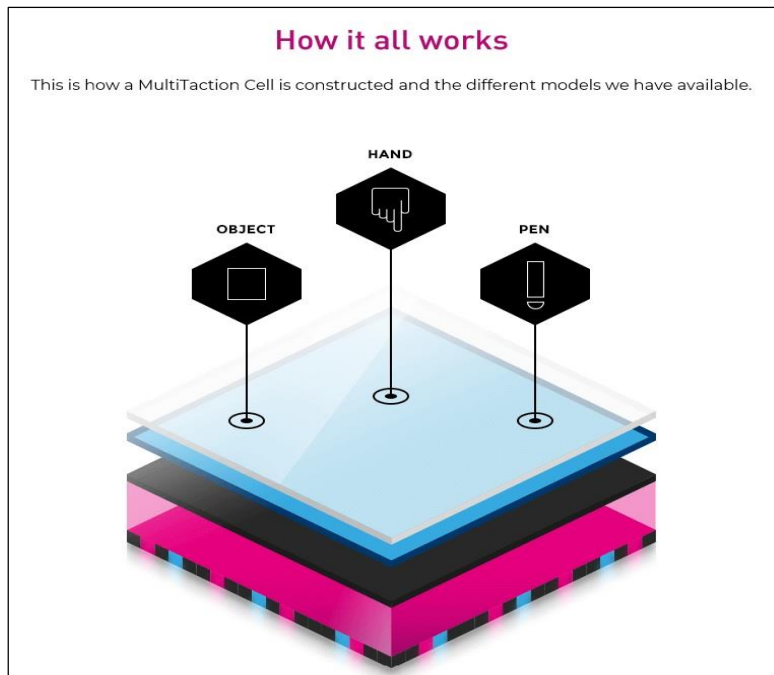 How it all works
This is how a MultiTaction Cell is constructed and the different models we have available.
HAND
OBJECT
PEN